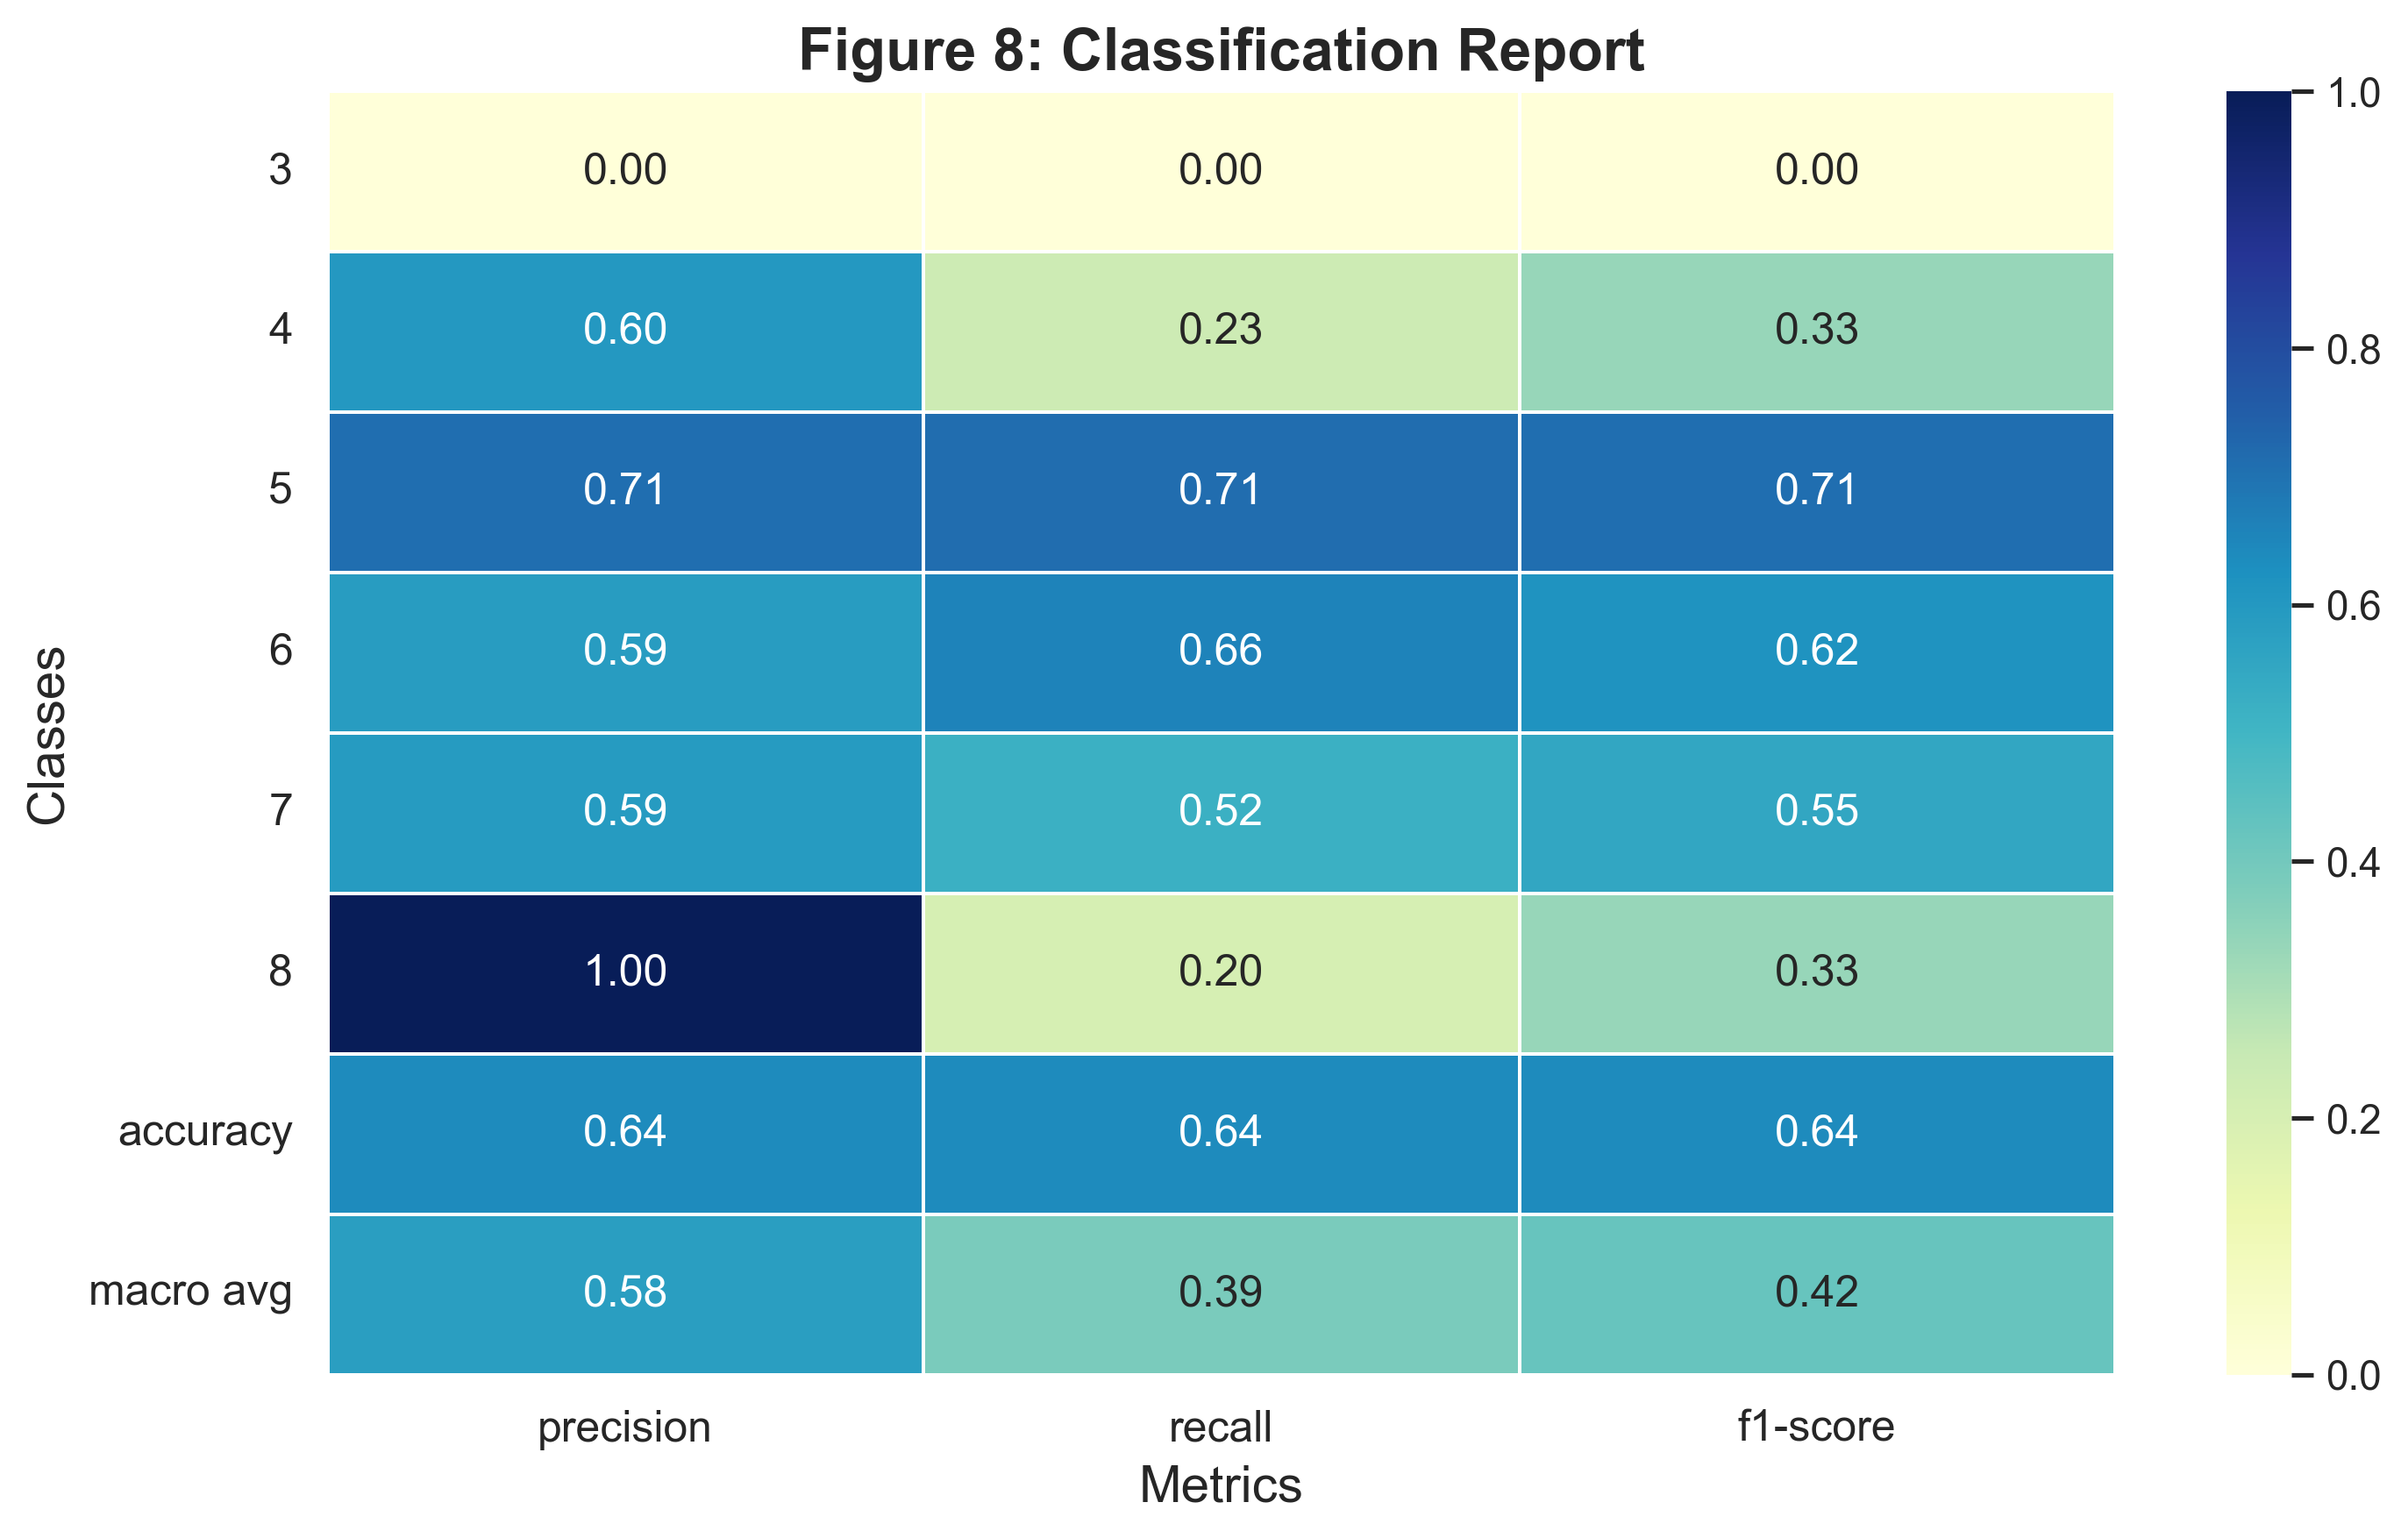 Figure 8: Classification Report
1.0
3 0.00 0.00 0.00
4 0.60 0.23 0.33
0.8
5 0.71 0.71 0.71
0.6
6 0.59 0.66 0.62
Classes
7 0.59 0.52 0.55
0.4
8 1.00 0.20 0.33
0.2
accuracy 0.64 0.64 0.64
macro avg 0.58 0.39 0.42
0.0
precision recall f1-score
Metrics